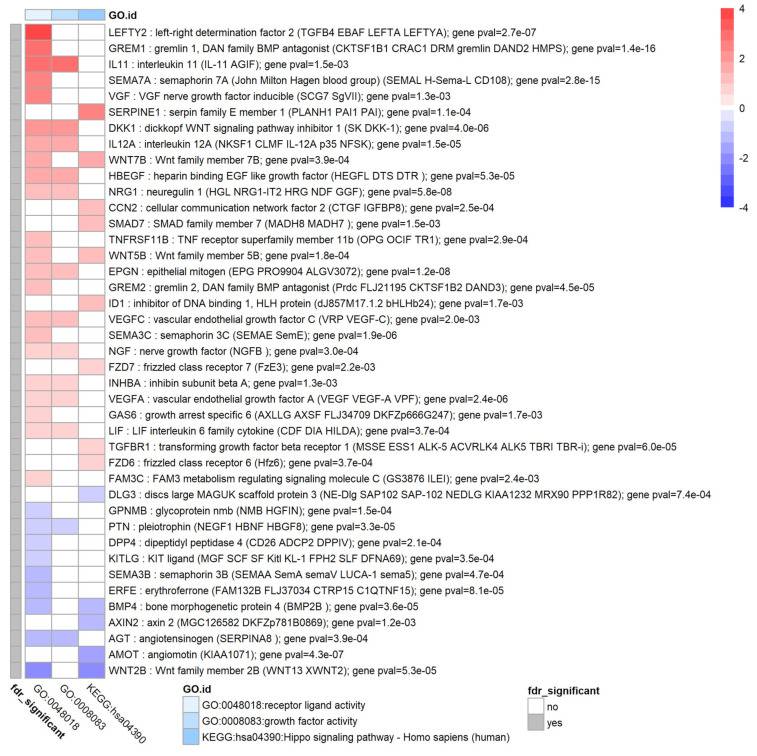 GO.id
4
2
0
-2
-4
LEFTY2 : left-right determination factor 2 (TGFB4 EBAF LEFTA LEFTYA); gene pval=2.7e-07
GREM1 : gremlin 1, DAN family BMP antagonist (CKTSF1B1 CRAC1 DRM gremlin DAND2 HMPS); gene pval=1.4e-16
IL11 : interleukin 11 (IL-11 AGIF); gene pval=1.5e-03
SEMA7A : semaphorin 7A (John Milton Hagen blood group) (SEMAL H-Sema-L CD108); gene pval=2.8e-15
VGF : VGF nerve growth factor inducible (SCG7 SgVII); gene pval=1.3e-03
SERPINE1 : serpin family E member 1 (PLANH1 PAI1 PAI); gene pval=1.1e-04
DKK1 : dickkopf WNT signaling pathway inhibitor 1 (SK DKK-1); gene pval=4.0e-06
IL12A : interleukin 12A (NKSF1 CLMF IL-12A p35 NFSK); gene pval=1.5e-05
WNT7B : Wnt family member 7B; gene pval=3.9e-04
HBEGF : heparin binding EGF like growth factor (HEGFL DTS DTR ); gene pval=5.3e-05
NRG1 : neuregulin 1 (HGL NRG1-IT2 HRG NDF GGF); gene pval=5.8e-08
CCN2 : cellular communication network factor 2 (CTGF IGFBP8); gene pval=2.5e-04
SMAD7 : SMAD family member 7 (MADH8 MADH7 ); gene pval=1.5e-03
TNFRSF11B : TNF receptor superfamily member 11b (OPG OCIF TR1); gene pval=2.9e-04
WNT5B : Wnt family member 5B; gene pval=1.8e-04
EPGN : epithelial mitogen (EPG PRO9904 ALGV3072); gene pval=1.2e-08
GREM2 : gremlin 2, DAN family BMP antagonist (Prdc FLJ21195 CKTSF1B2 DAND3); gene pval=4.5e-05
ID1 : inhibitor of DNA binding 1, HLH protein (dJ857M17.1.2 bHLHb24); gene pval=1.7e-03
VEGFC : vascular endothelial growth factor C (VRP VEGF-C); gene pval=2.0e-03
SEMA3C : semaphorin 3C (SEMAE SemE); gene pval=1.9e-06
NGF : nerve growth factor (NGFB ); gene pval=3.0e-04
FZD7 : frizzled class receptor 7 (FzE3); gene pval=2.2e-03
INHBA : inhibin subunit beta A; gene pval=1.3e-03
VEGFA : vascular endothelial growth factor A (VEGF VEGF-A VPF); gene pval=2.4e-06
GAS6 : growth arrest specific 6 (AXLLG AXSF FLJ34709 DKFZp666G247); gene pval=1.7e-03
LIF : LIF interleukin 6 family cytokine (CDF DIA HILDA); gene pval=3.7e-04
TGFBR1 : transforming growth factor beta receptor 1 (MSSE ESS1 ALK-5 ACVRLK4 ALK5 TBRI TBR-i); gene pval=6.0e-05
FZD6 : frizzled class receptor 6 (Hfz6); gene pval=3.7e-04
FAM3C : FAM3 metabolism regulating signaling molecule C (GS3876 ILEI); gene pval=2.4e-03
DLG3 : discs large MAGUK scaffold protein 3 (NE-Dlg SAP102 SAP-102 NEDLG KIAA1232 MRX90 PPP1R82); gene pval=7.4e-04
GPNMB : glycoprotein nmb (NMB HGFIN); gene pval=1.5e-04
PTN : pleiotrophin (NEGF1 HBNF HBGF8); gene pval=3.3e-05
DPP4 : dipeptidyl peptidase 4 (CD26 ADCP2 DPPIV); gene pval=2.1e-04
KITLG : KIT ligand (MGF SCF SF Kitl KL-1 FPH2 SLF DFNA69); gene pval=3.5e-04
SEMA3B : semaphorin 3B (SEMAA SemA semaV LUCA-1 sema5); gene pval=4.7e-04
ERFE : erythroferrone (FAM132B FLJ37034 CTRP15 C1QTNF15); gene pval=8.1e-05
BMP4 : bone morphogenetic protein 4 (BMP2B ); gene pval=3.6e-05
AXIN2 : axin 2 (MGC126582 DKFZp781B0869); gene pval=1.2e-03
AGT : angiotensinogen (SERPINA8 ); gene pval=3.9e-04
AMOT : angiomotin (KIAA1071); gene pval=4.3e-07
WNT2B : Wnt family member 2B (WNT13 XWNT2); gene pval=5.3e-05
fdr_significant
GO:0048018
GO:0008083
KEGG:hsa04390
GO.id
GO:0048018:receptor ligand activity
GO:0008083:growth factor activity
KEGG:hsa04390:Hippo signaling pathway - Homo sapiens (human)
fdr_significant
no
yes